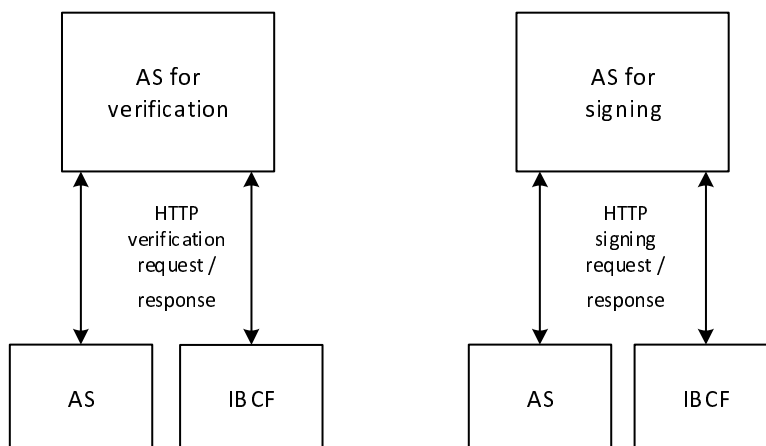 AS for
verification
AS for
signing
HTTP
verification
request /
response
HTTP
signing
request /
response
AS
IBCF
AS
IBCF